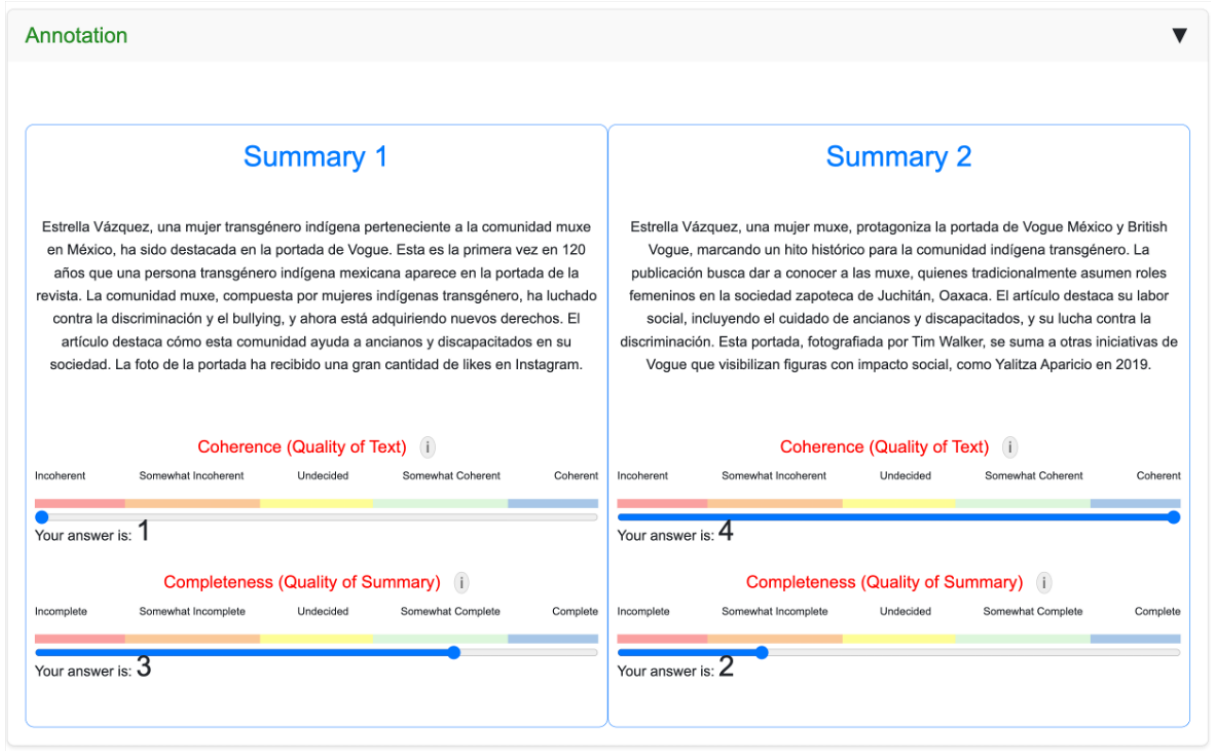 Annotation
Summary 1
Estrella Vázquez, una mujer transgénero indígena perteneciente a la comunidad muxe
en México, ha sido destacada en la portada de Vogue. Esta es la primera vez en 120
años que una persona transgénero indígena mexicana aparece en la portada de la
revista. La comunidad muxe, compuesta por mujeres indígenas transgénero, ha luchado
contra la discriminación y el bullying, y ahora está adquiriendo nuevos derechos. El
artículo destaca cómo esta comunidad ayuda a ancianos y discapacitados en su
sociedad. La foto de la portada ha recibido una gran cantidad de likes en Instagram.
Coherence (Quality of Text) i
Incoherent Somewhat Incoherent Undecided Somewhat Coherent Coherent
Your answer is: 1
Completeness (Quality of Summary) i
Incomplete Somewhat Incomplete Undecided Somewhat Complete Complete
Your answer is: 3
Summary 2
Estrella Vázquez, una mujer muxe, protagoniza la portada de Vogue México y British
Vogue, marcando un hito histórico para la comunidad indígena transgénero. La
publicación busca dar a conocer a las muxe, quienes tradicionalmente asumen roles
femeninos en la sociedad zapoteca de Juchitán, Oaxaca. El artículo destaca su labor
social, incluyendo el cuidado de ancianos y discapacitados, y su lucha contra la
discriminación. Esta portada, fotografiada por Tim Walker, se suma a otras iniciativas de
Vogue que visibilizan figuras con impacto social, como Yalitza Aparicio en 2019.
Coherence (Quality of Text) i
Incoherent Somewhat Incoherent Undecided Somewhat Coherent Coherent
Your answer is: 4
Completeness (Quality of Summary) i
Incomplete Somewhat Incomplete Undecided Somewhat Complete Complete
Your answer is: 2